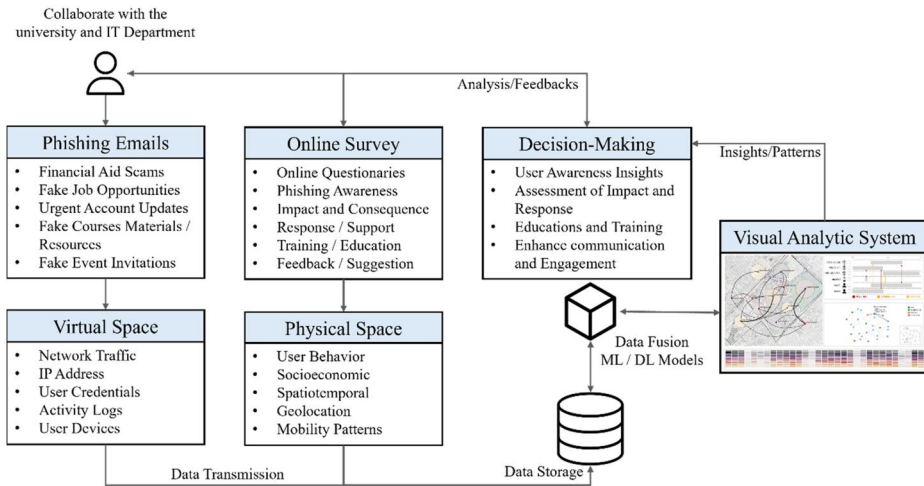 Collaborate with the
university and IT Department
Analysis/Feedbacks
Phishing Emails
• Financial Aid Scams
• Fake Job Opportunities
• Urgent Account Updates
• Fake Courses Materials /
Resources
• Fake Event Invitations
Online Survey
• Online Questionaries
• Phishing Awareness
• Impact and Consequence
• Response / Support
• Training / Education
• Feedback / Suggestion
Decision-Making
• User Awareness Insights
• Assessment of Impact and
Response
• Educations and Training
• Enhance communication
and Engagement
Insights/Patterns
Visual Analytic System
Virtual Space
• Network Traffic
• IP Address
• User Credentials
• Activity Logs
• User Devices
Physical Space
• User Behavior
• Socioeconomic
• Spatiotemporal
• Geolocation
• Mobility Patterns
Data Fusion
ML / DL Models
Data Transmission
Data Storage